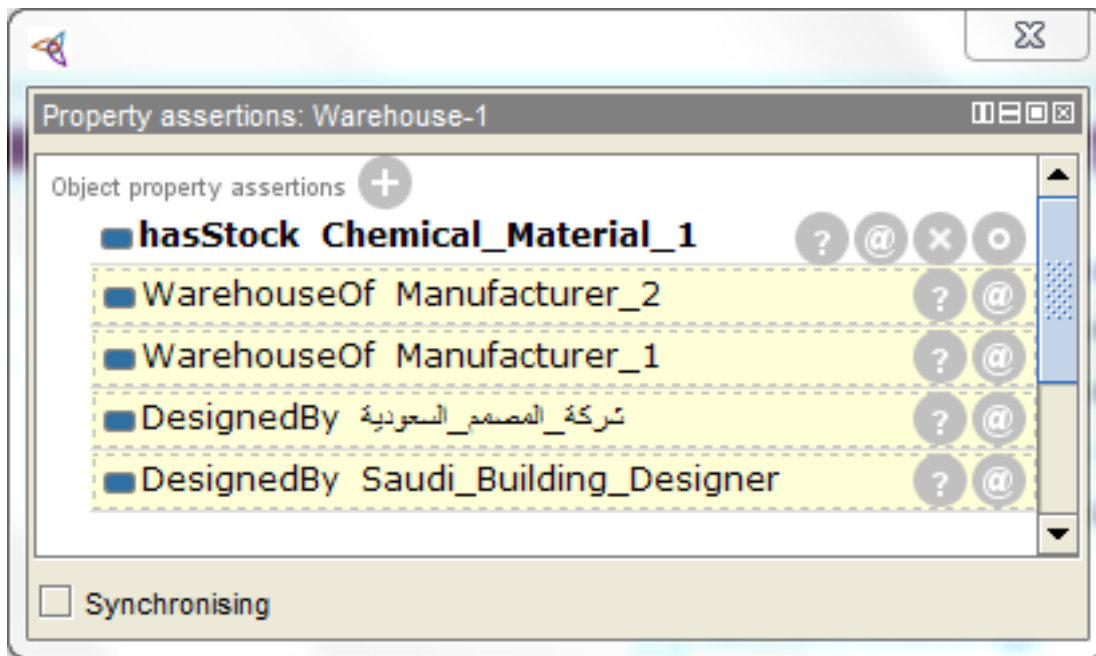 Property assertions: Warehouse-1
Object property assertions
hasStock Chemical_Material_1
WarehouseOf Manufacturer_2
WarehouseOf Manufacturer_1
DesignedBy شركة_المصمم_السعودية
DesignedBy Saudi_Building_Designer
Synchronising